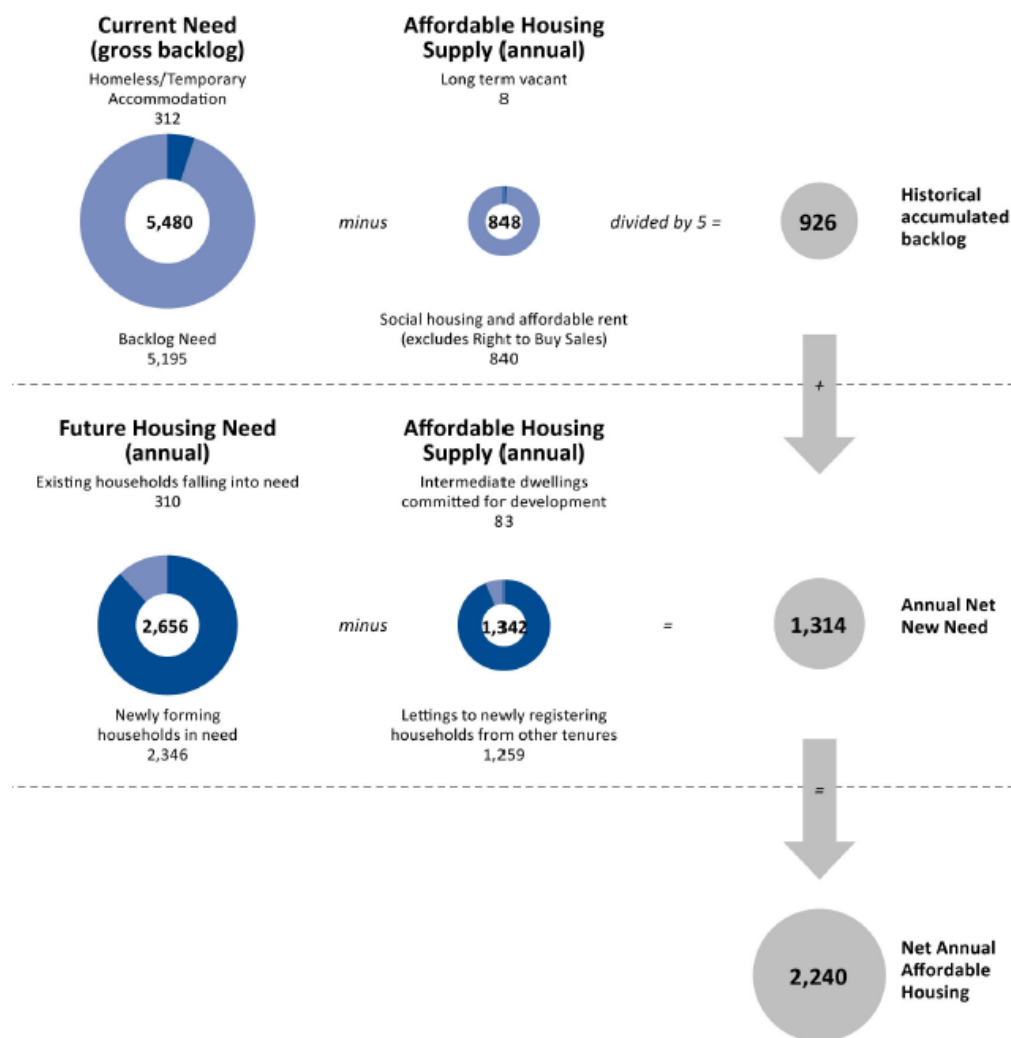 Current Need
(gross backlog)
Homeless/Temporary
Accommodation
312
5,480
Backlog Need
5,195
minus
Affordable Housing
Supply (annual)
Long term vacant
8
848
Social housing and affordable rent
(excludes Right to Buy Sales)
840
divided by 5 =
926
Historical
accumulated
backlog
+
Future Housing Need
(annual)
Existing households falling into need
310
2,656
Newly forming
households in need
2,346
minus
Affordable Housing
Supply (annual)
Intermediate dwellings
committed for development
83
1,342
Lettings to newly registering
households from other tenures
1,259
=
1,314
Annual Net
New Need
=
2,240
Net Annual
Affordable
Housing